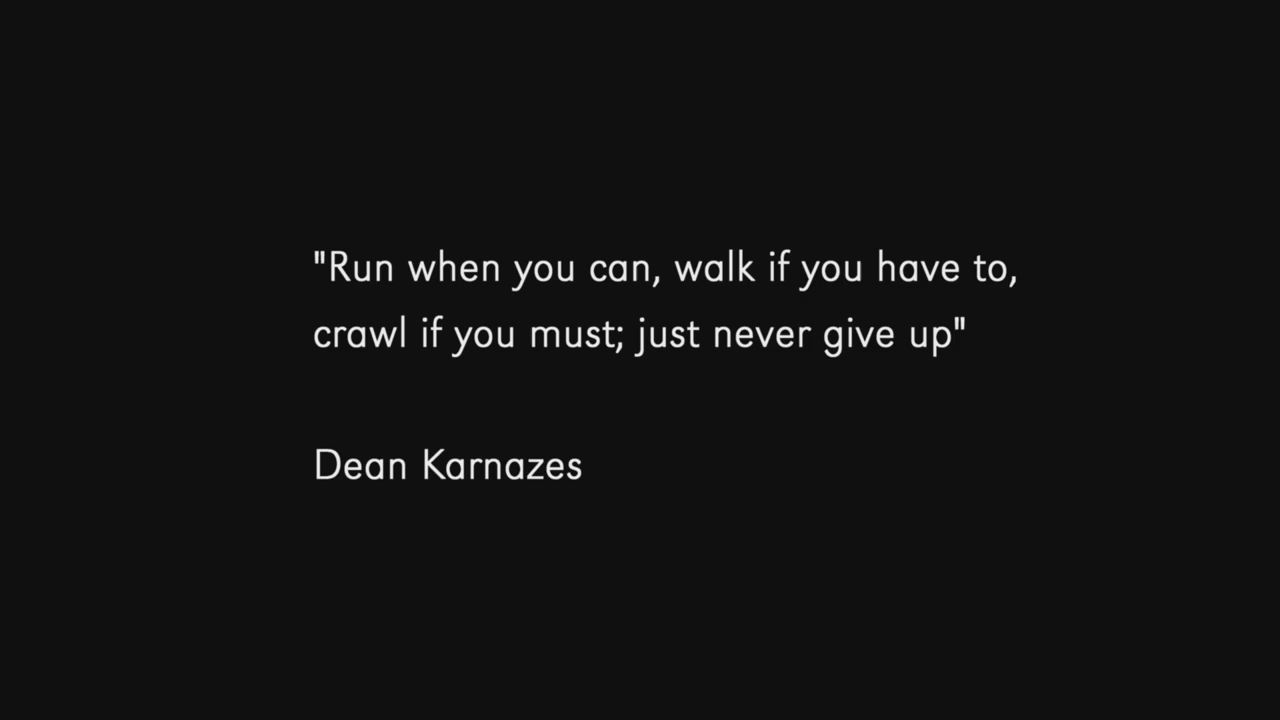 "Run when you can, walk if you have to,
crawl if you must; just never give up"
Dean Karnazes